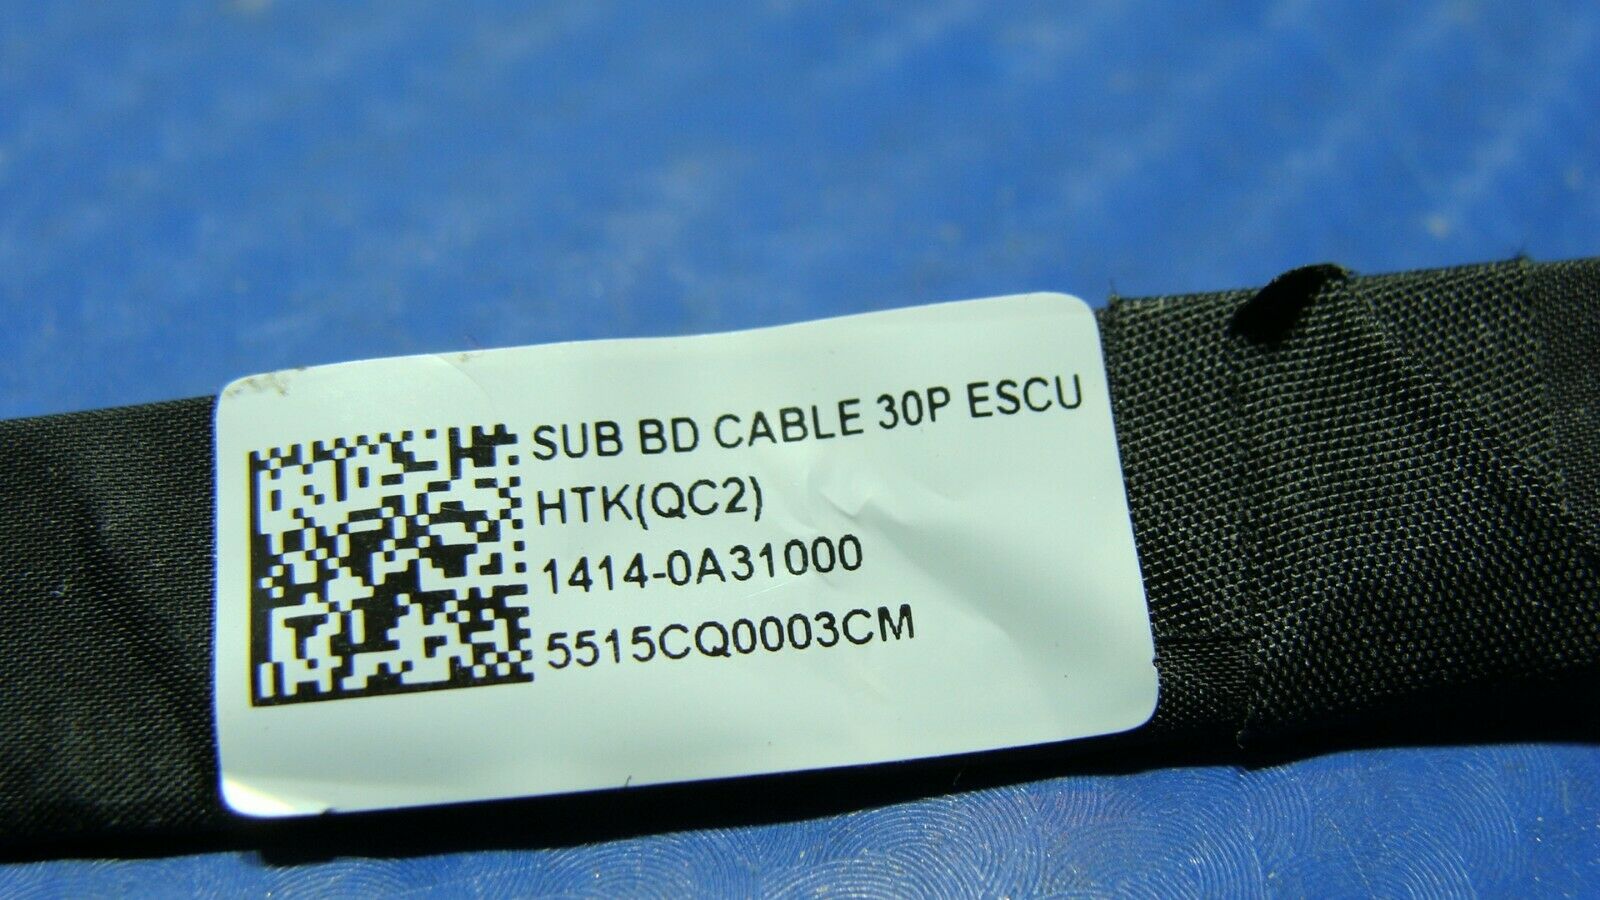 SUB BD CABLE 30P ESCU
HTK(QC2)
1414-0A31000
5515CQ0003CM